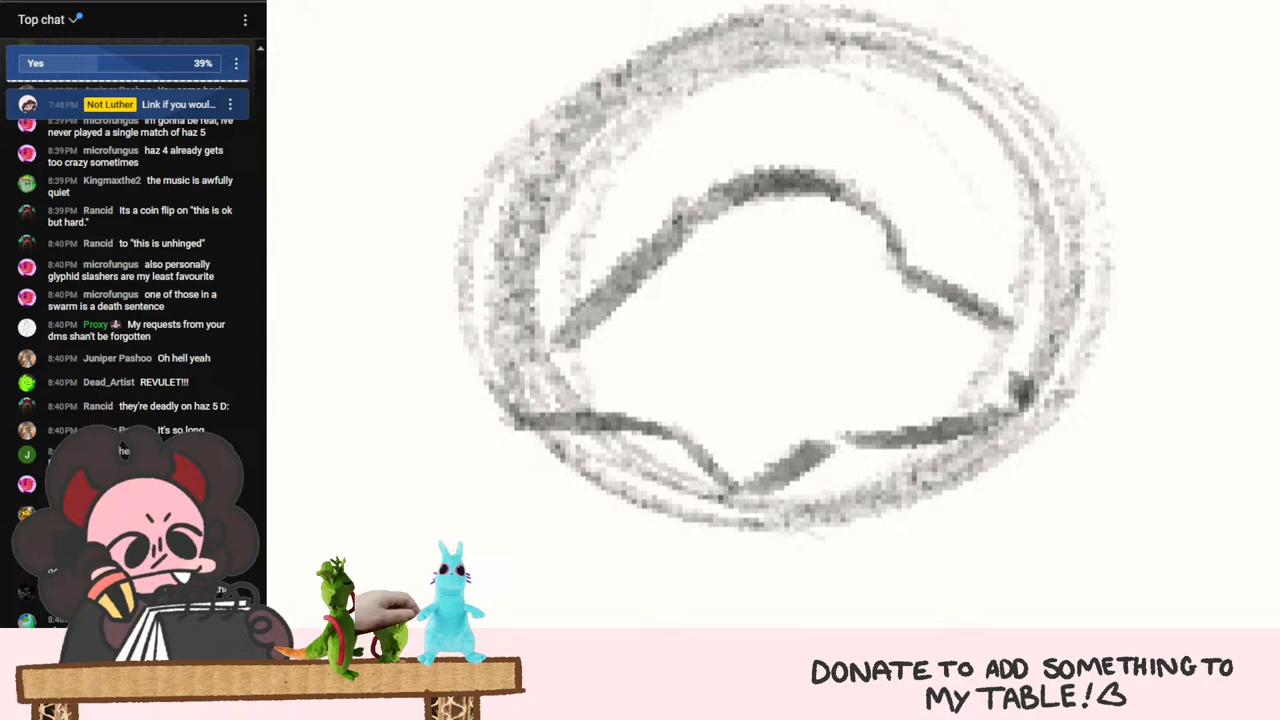 Top chat
Yes 39%
7:48 PM Not Luther Link if you woul...
8:39 PM microfungus im gonna be real, ive
never played a single match of haz 5
8:39 PM microfungus haz 4 already gets
too crazy sometimes
8:39 PM Kingmaxthe2 the music is awfully
quiet
8:39 PM Rancid Its a coin flip on "this is ok
but hard."
8:40 PM Rancid to "this is unhinged"
8:40 PM microfungus also personally
glyphid slashers are my least favourite
8:40 PM microfungus one of those in a
swarm is a death sentence
8:40 PM Proxy My requests from your
dms shan't be forgotten
8:40 PM Juniper Pashoo Oh hell yeah
8:40 PM Dead_Artist REVULET!!!
8:40 PM Rancid they're deadly on haz 5 D:
It's so long
J
DONATE TO ADD SOMETHING TO
MY TABLE!